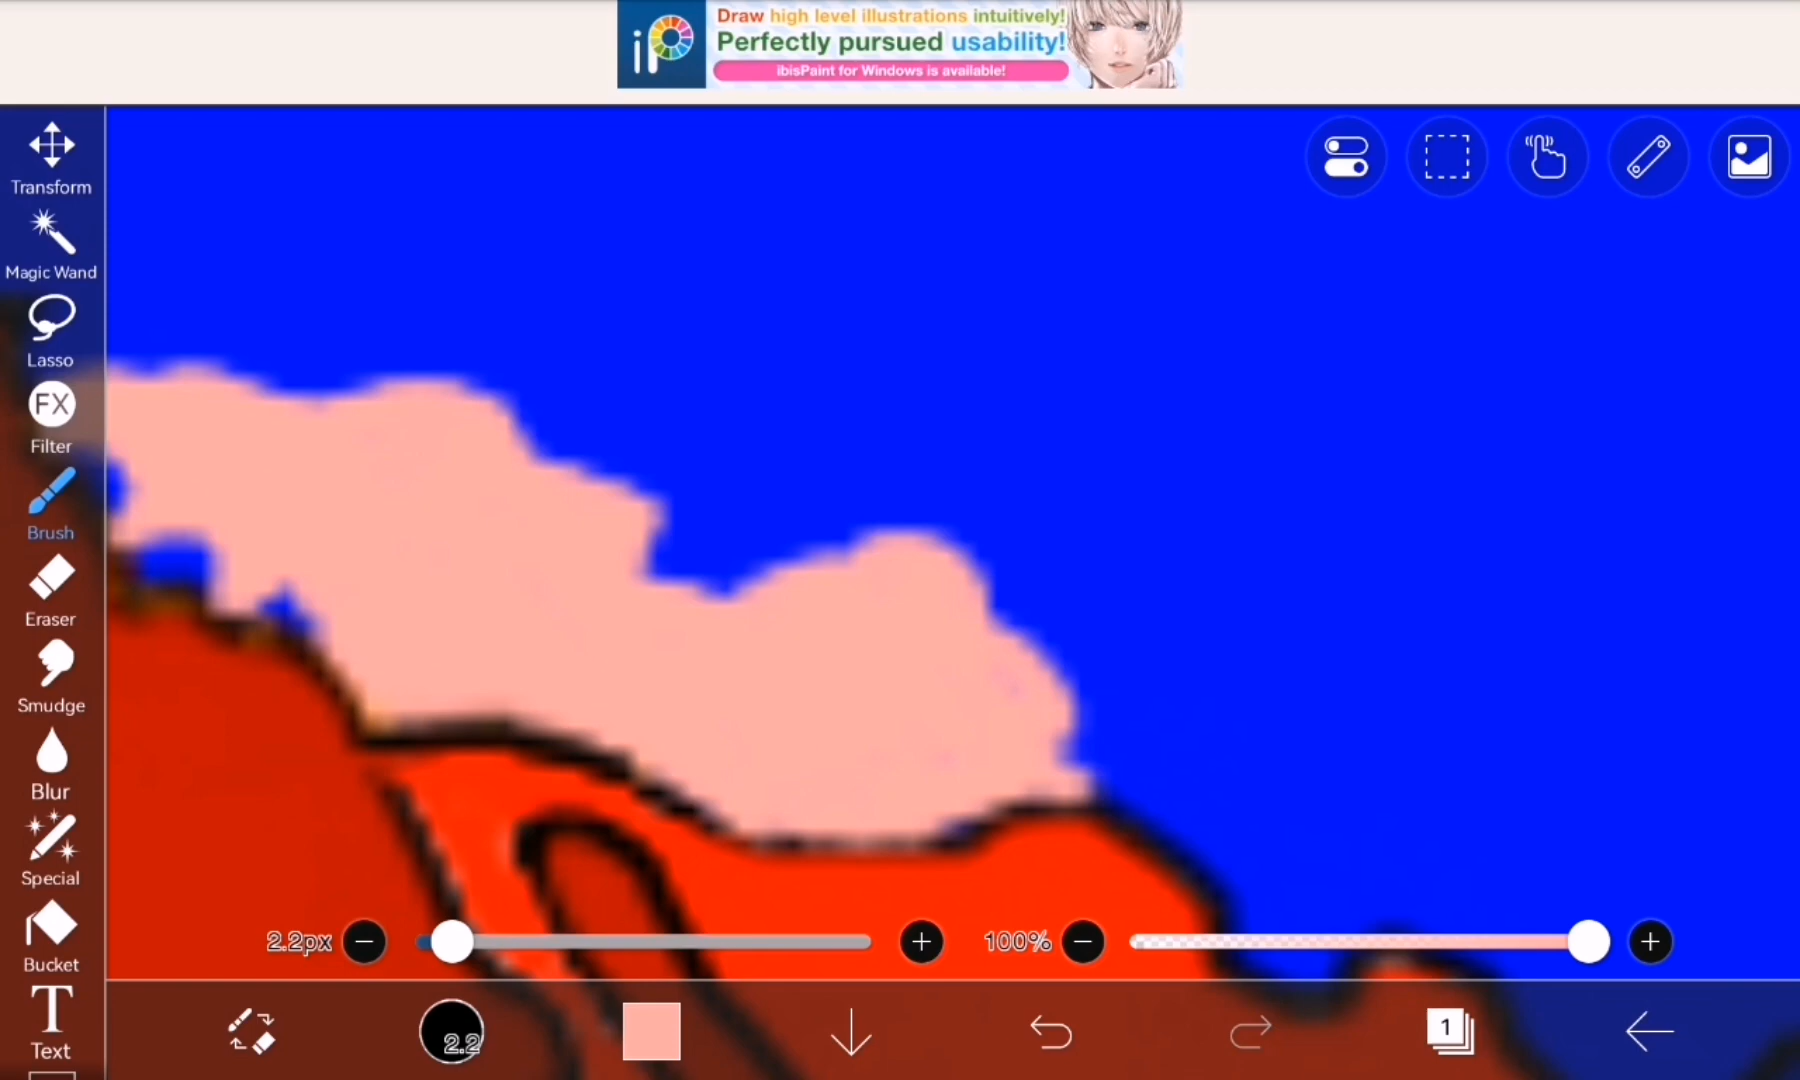 iP
Draw high level illustrations intuitively!
Perfectly pursued usability!
ibisPaint for Windows is available!
Transform
Magic Wand
Lasso
FX
Filter
Brush
Eraser
Smudge
Blur
Special
Bucket
T
Text
2.2px
100%
2.2
1